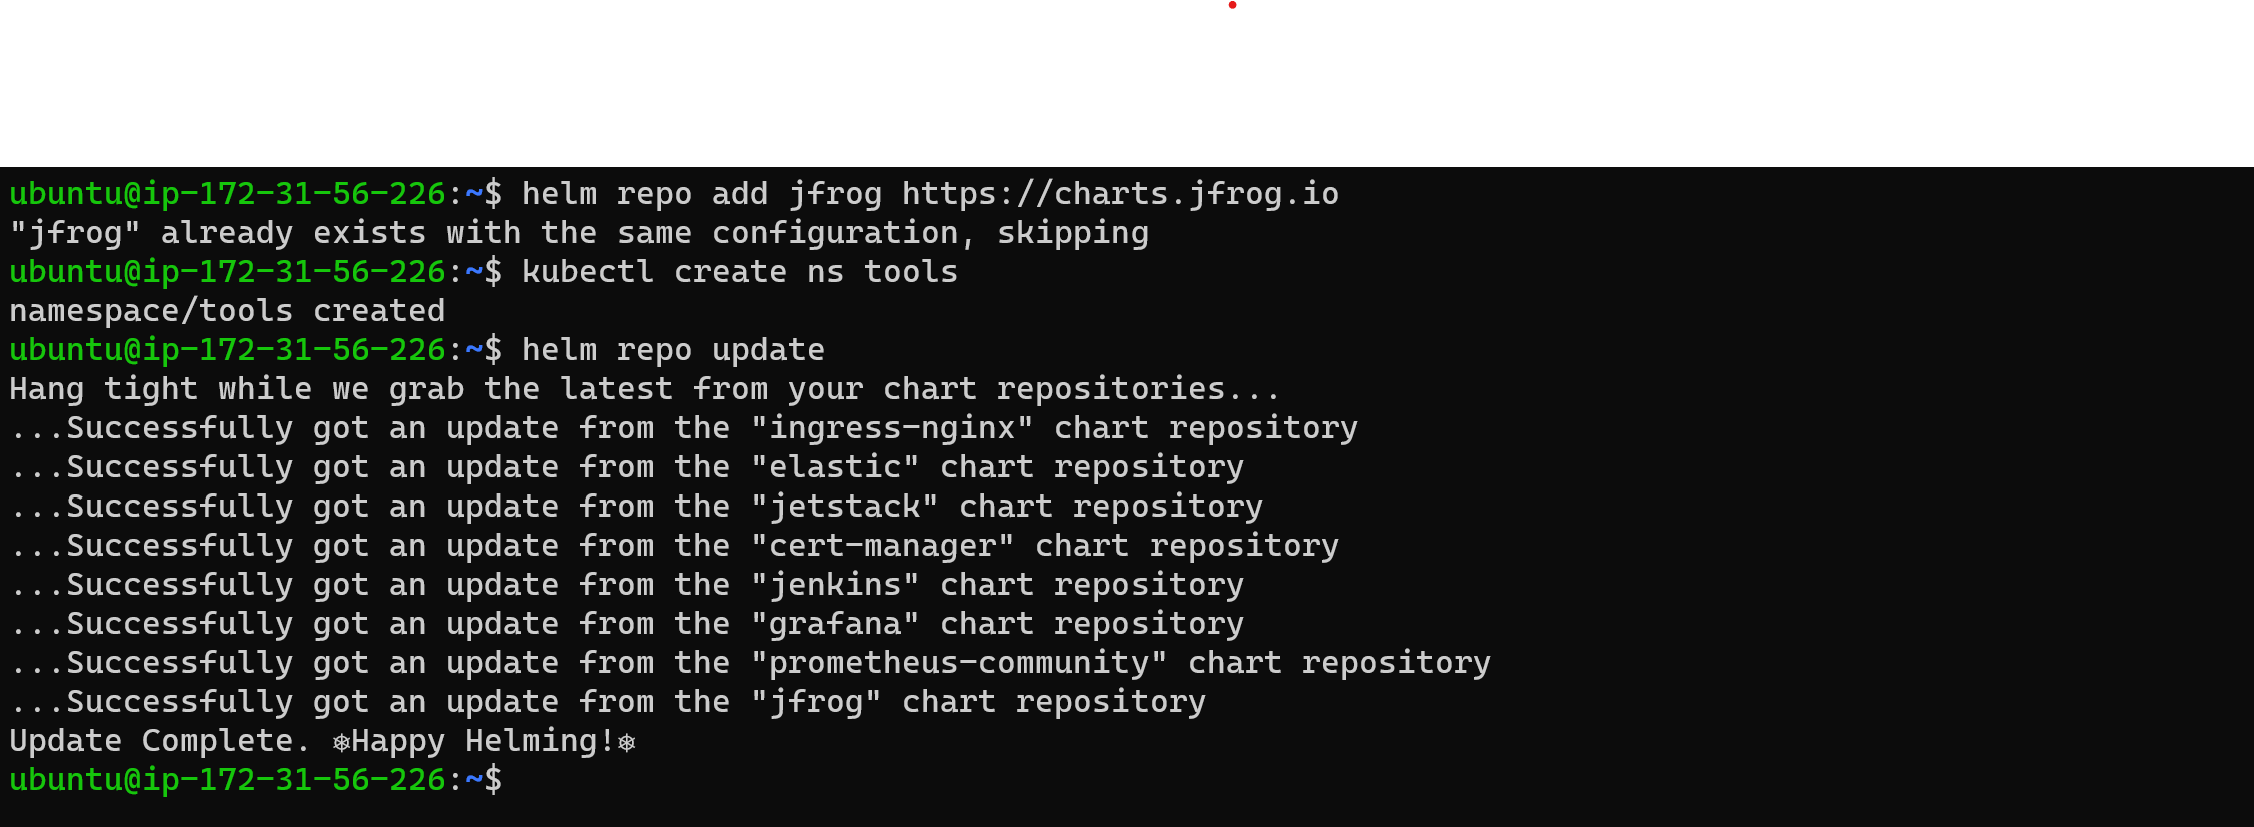 ubuntu@ip-172-31-56-226:~$ helm repo add jfrog https://charts.jfrog.io
"jfrog" already exists with the same configuration, skipping
ubuntu@ip-172-31-56-226:~$ kubectl create ns tools
namespace/tools created
ubuntu@ip-172-31-56-226:~$ helm repo update
Hang tight while we grab the latest from your chart repositories...
...Successfully got an update from the "ingress-nginx" chart repository
...Successfully got an update from the "elastic" chart repository
...Successfully got an update from the "jetstack" chart repository
...Successfully got an update from the "cert-manager" chart repository
...Successfully got an update from the "jenkins" chart repository
...Successfully got an update from the "grafana" chart repository
...Successfully got an update from the "prometheus-community" chart repository
...Successfully got an update from the "jfrog" chart repository
Update Complete. ⎈Happy Helming!⎈
ubuntu@ip-172-31-56-226:~$